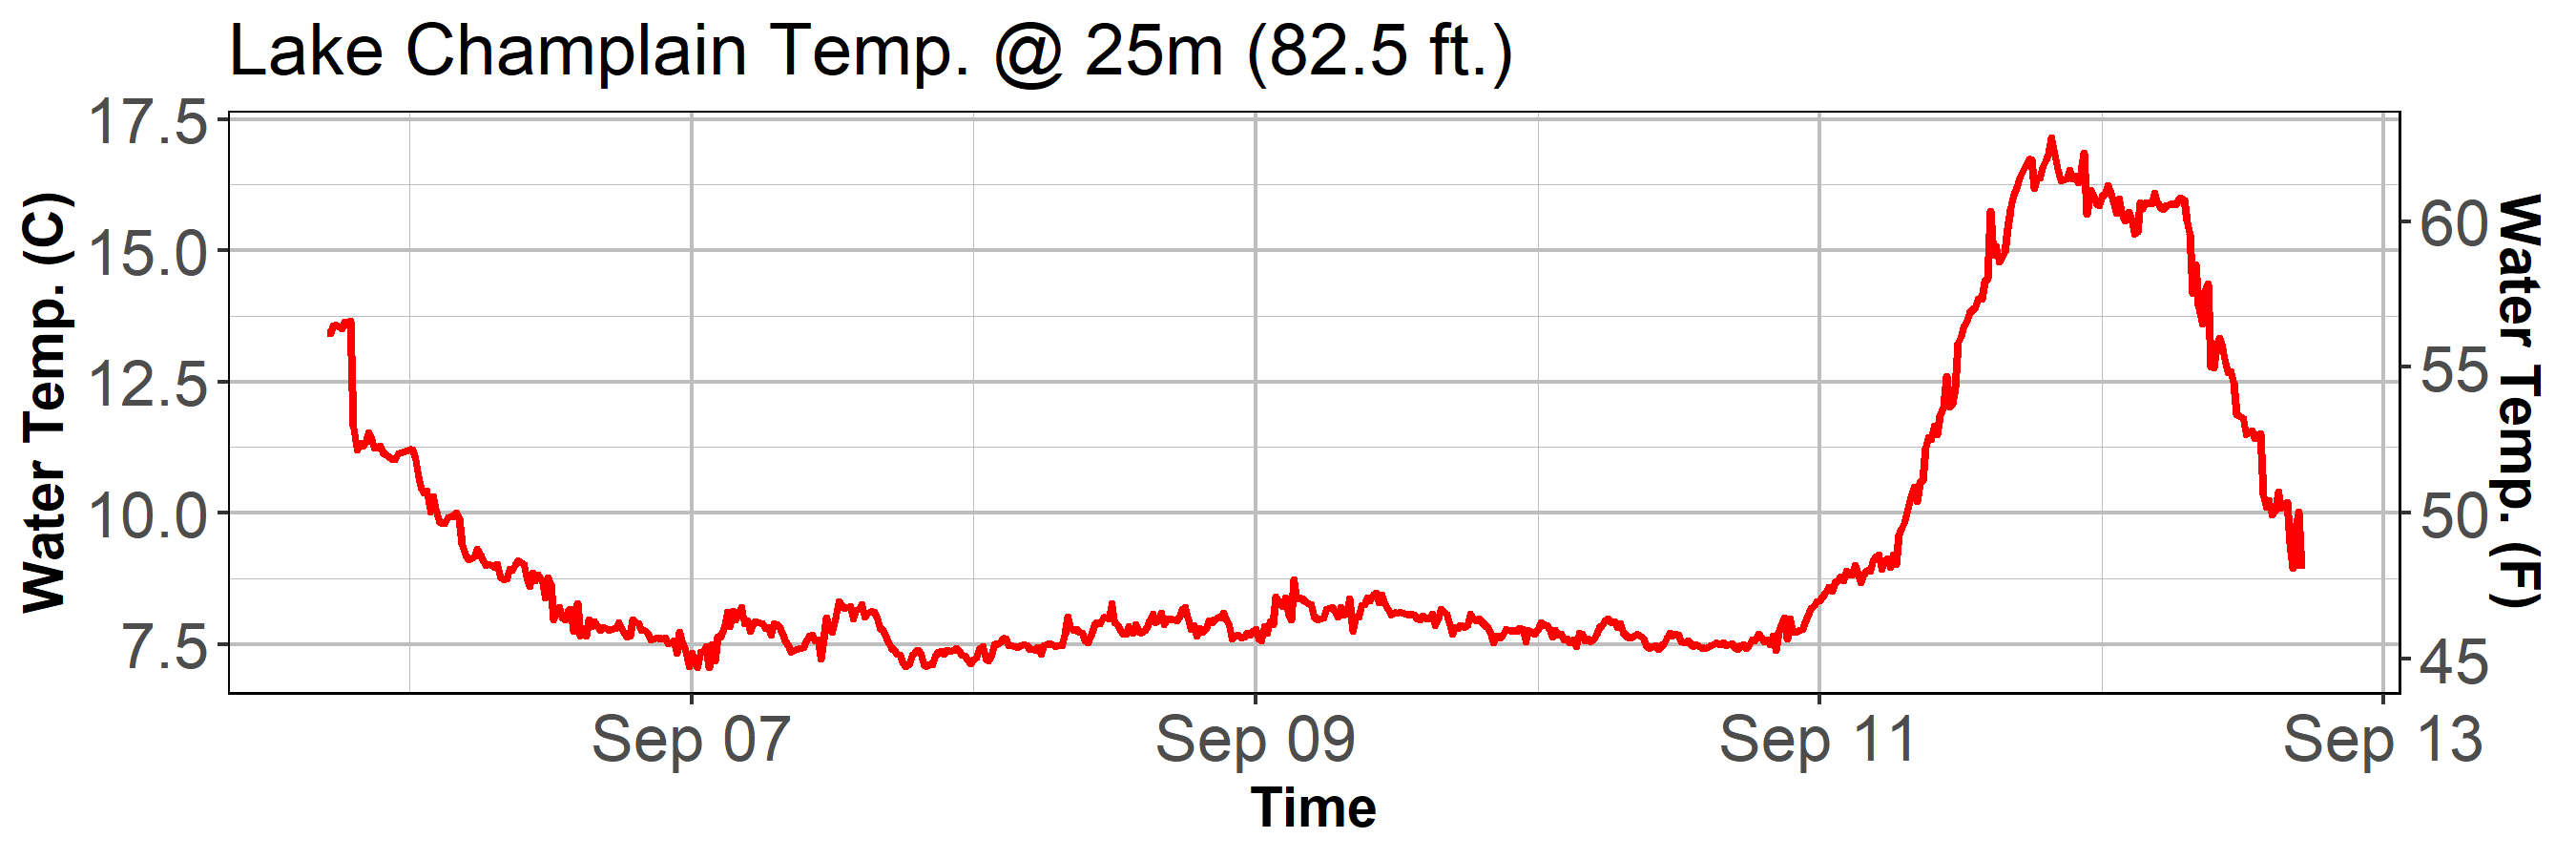 Lake Champlain Temp. @ 25m (82.5 ft.)
Water Temp. (C)
17.5
15.0
12.5
10.0
7.5
60
55
50
45
Water Temp. (F)
Sep 07 Sep 09 Sep 11 Sep 13
Time